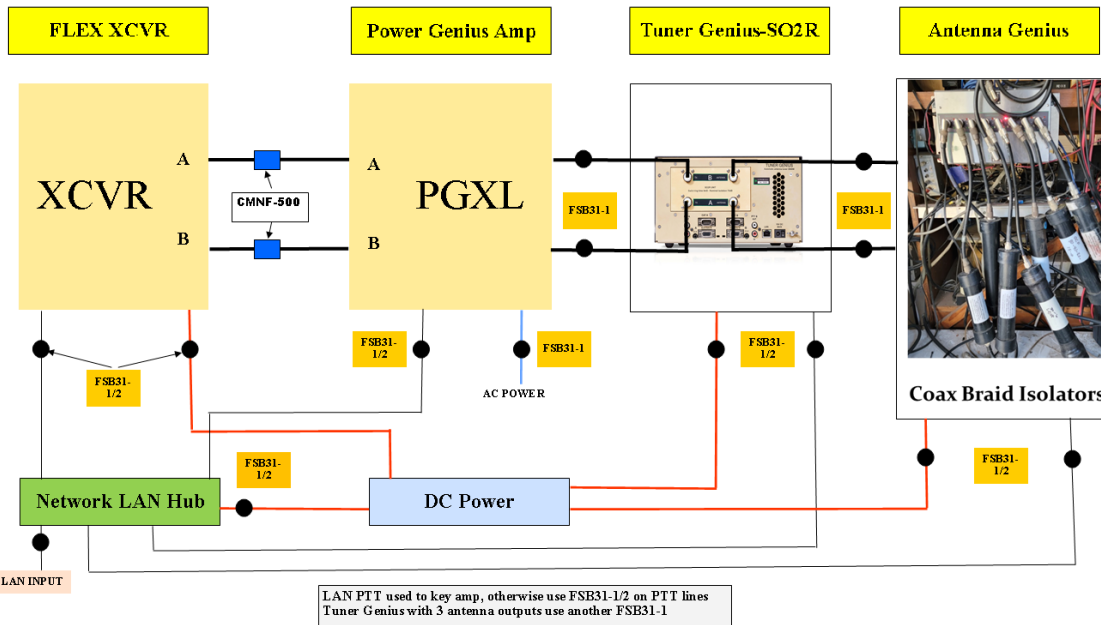 FLEX XCVR
Power Genius Amp
Tuner Genius-SO2R
Antenna Genius
XCVR
A
B
CMNF-500
PGXL
A
B
FSB31-1
TUNER GENIUS
B
A
FSB31-1
Coax Braid Isolators
FSB31-
1/2
FSB31-
1/2
FSB31-1
AC POWER
FSB31-
1/2
FSB31-
1/2
FSB31-
1/2
Network LAN Hub
DC Power
LAN INPUT
LAN PTT used to key amp, otherwise use FSB31-1/2 on PTT lines
Tuner Genius with 3 antenna outputs use another FSB31-1